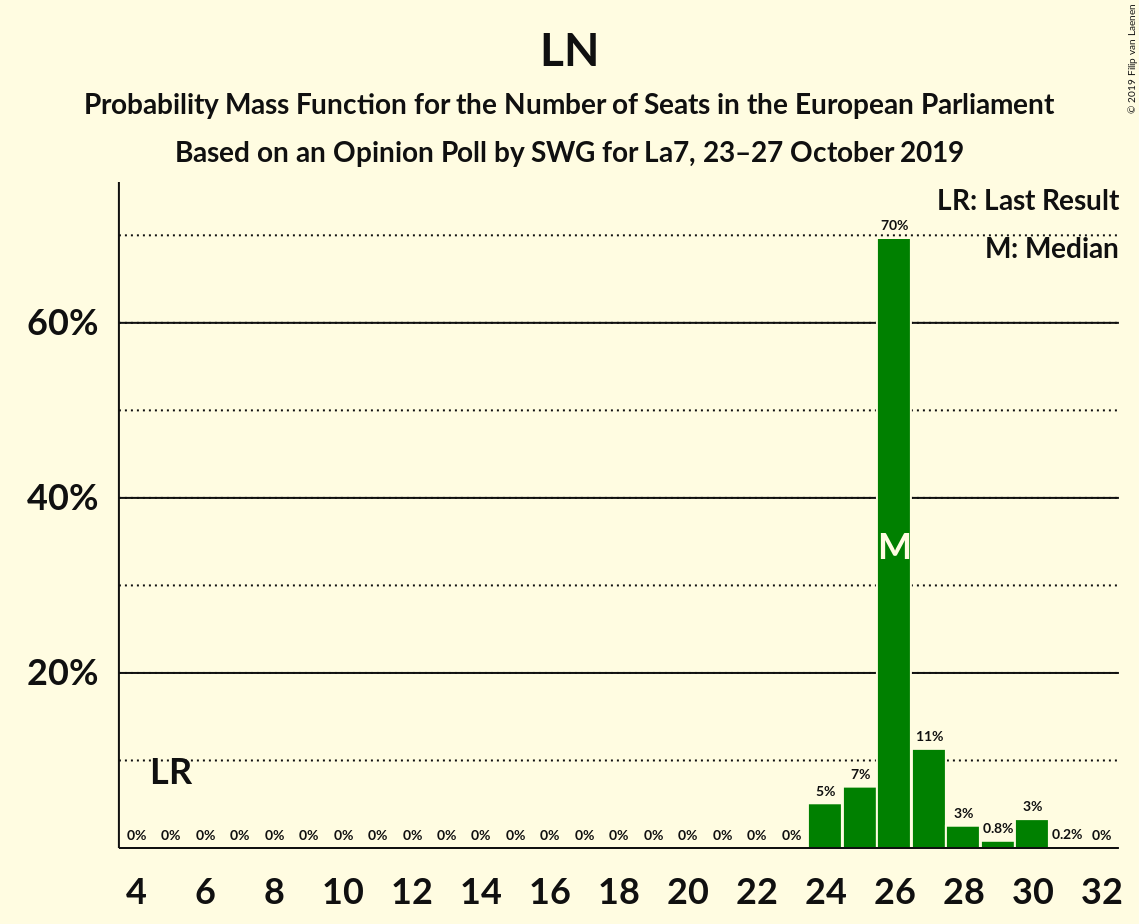 LN
Probability Mass Function for the Number of Seats in the European Parliament
Based on an Opinion Poll by SWG for La7, 23–27 October 2019
© 2019 Filip van Laenen
LR: Last Result
M: Median
70%
60%
40%
M
20%
11%
LR
7%
5%
3%
0.8%
3%
0% 0% 0% 0% 0% 0% 0% 0% 0% 0% 0% 0% 0% 0% 0% 0% 0% 0% 0% 0% 0.2% 0%
4 6 8 10 12 14 16 18 20 22 24 26 28 30 32